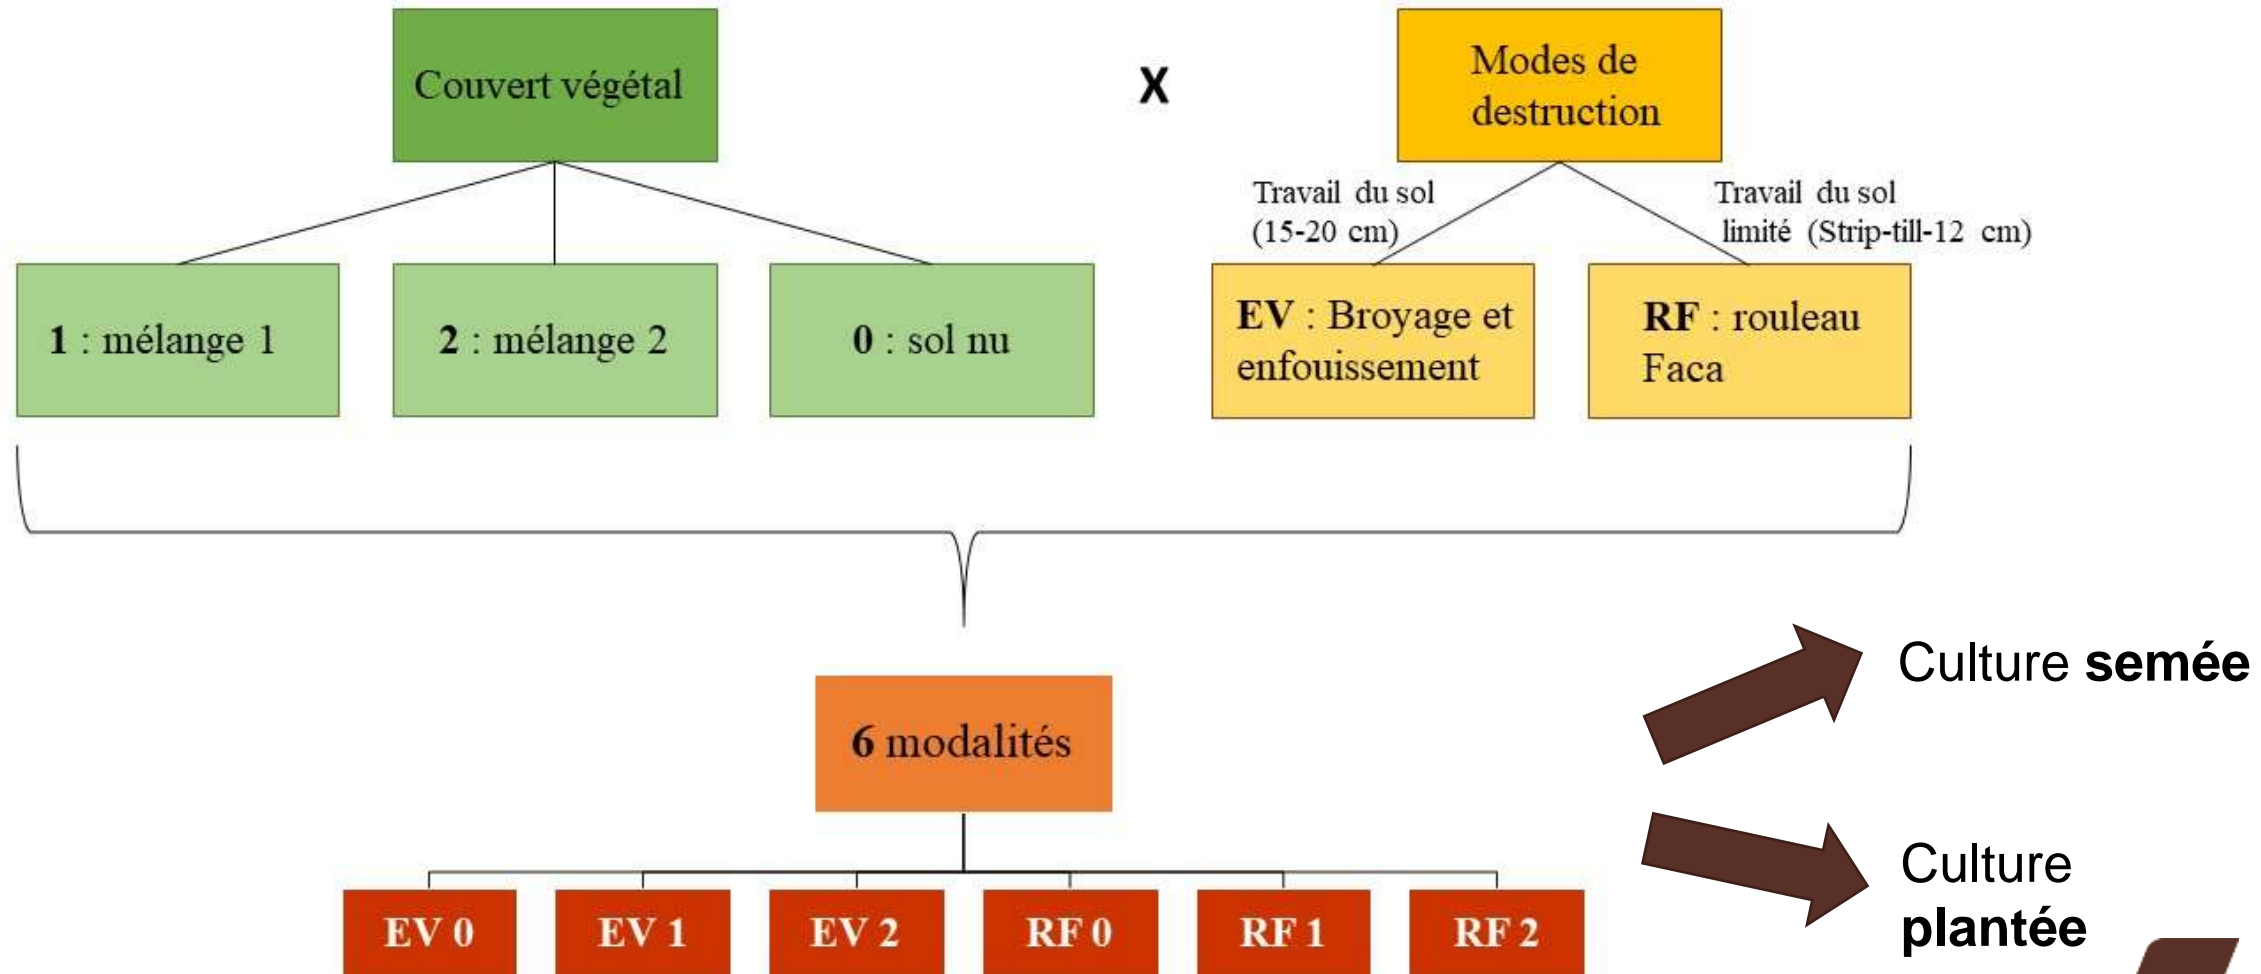 Couvert végétal
X
Modes de
destruction
Travail du sol
(15-20 cm)
Travail du sol
limité (Strip-till-12 cm)
1 : mélange 1
2 : mélange 2
0 : sol nu
EV : Broyage et
enfouissement
RF : rouleau
Faca
6 modalités
Culture semée
Culture
plantée
EV 0
EV 1
EV 2
RF 0
RF 1
RF 2